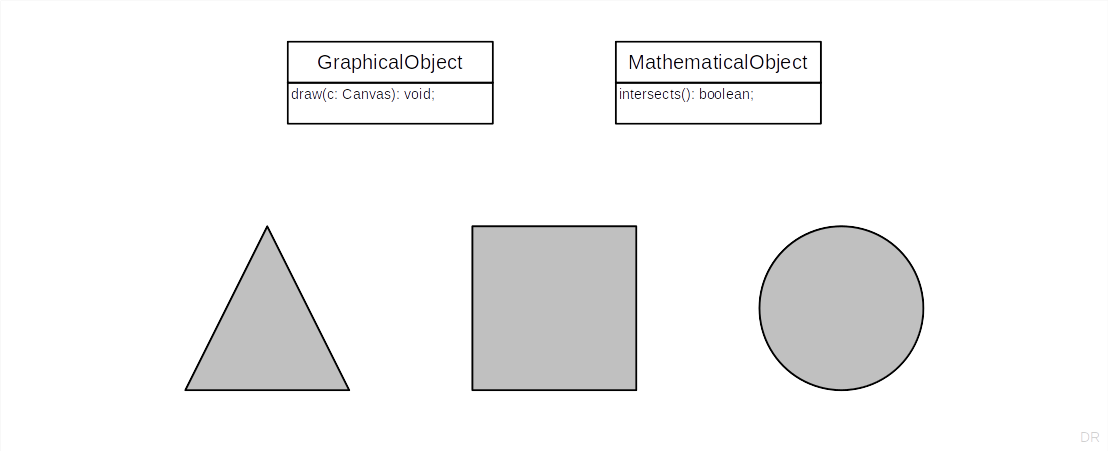 GraphicalObject
draw(c: Canvas): void;
MathematicalObject
intersects(): boolean;
DR